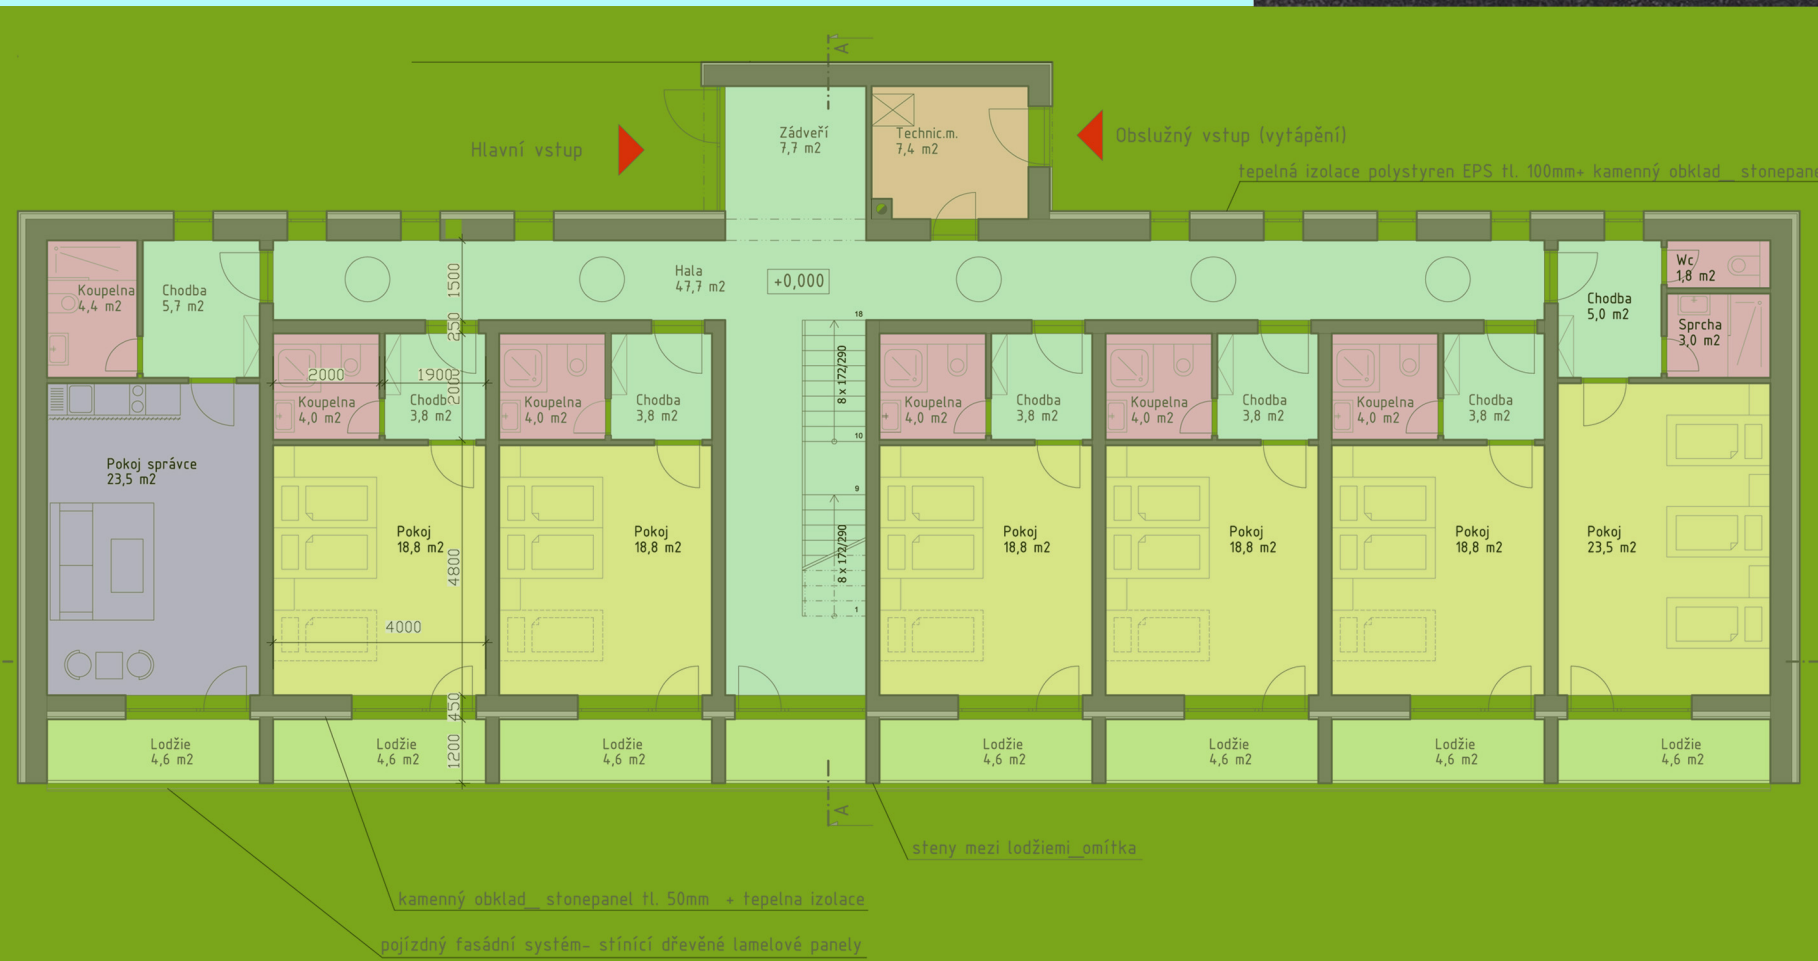 A
Hlavní vstup
Zádveří
7,7 m2
Technic.m.
7,4 m2
Obslužný vstup (vytápění)
tepelná izolace polystyren EPS tl. 100mm+ kamenný obklad_ stonepane
Koupelna
4,4 m2
Chodba
5,7 m2
1500
Hala
47,7 m2
+0,000
Chodba
5,0 m2
Wc
1,8 m2
Sprcha
3,0 m2
250
18
2000
1900
2000
Koupelna
4,0 m2
Chodba
3,8 m2
Koupelna
4,0 m2
Chodba
3,8 m2
8 x 172/290
10
Koupelna
4,0 m2
Chodba
3,8 m2
Koupelna
4,0 m2
Chodba
3,8 m2
Koupelna
4,0 m2
Chodba
3,8 m2
Pokoj správce
23,5 m2
9
Pokoj
18,8 m2
Pokoj
18,8 m2
8 x 172/290
Pokoj
18,8 m2
Pokoj
18,8 m2
Pokoj
18,8 m2
Pokoj
23,5 m2
4800
4000
1
450
1200
Lodžie
4,6 m2
Lodžie
4,6 m2
Lodžie
4,6 m2
Lodžie
4,6 m2
Lodžie
4,6 m2
Lodžie
4,6 m2
Lodžie
4,6 m2
A
steny mezi lodžiemi_omítka
kamenný obklad_ stonepanel tl. 50mm + tepelna izolace
pojízdný fasádní systém- stínící dřevěné lamelové panely